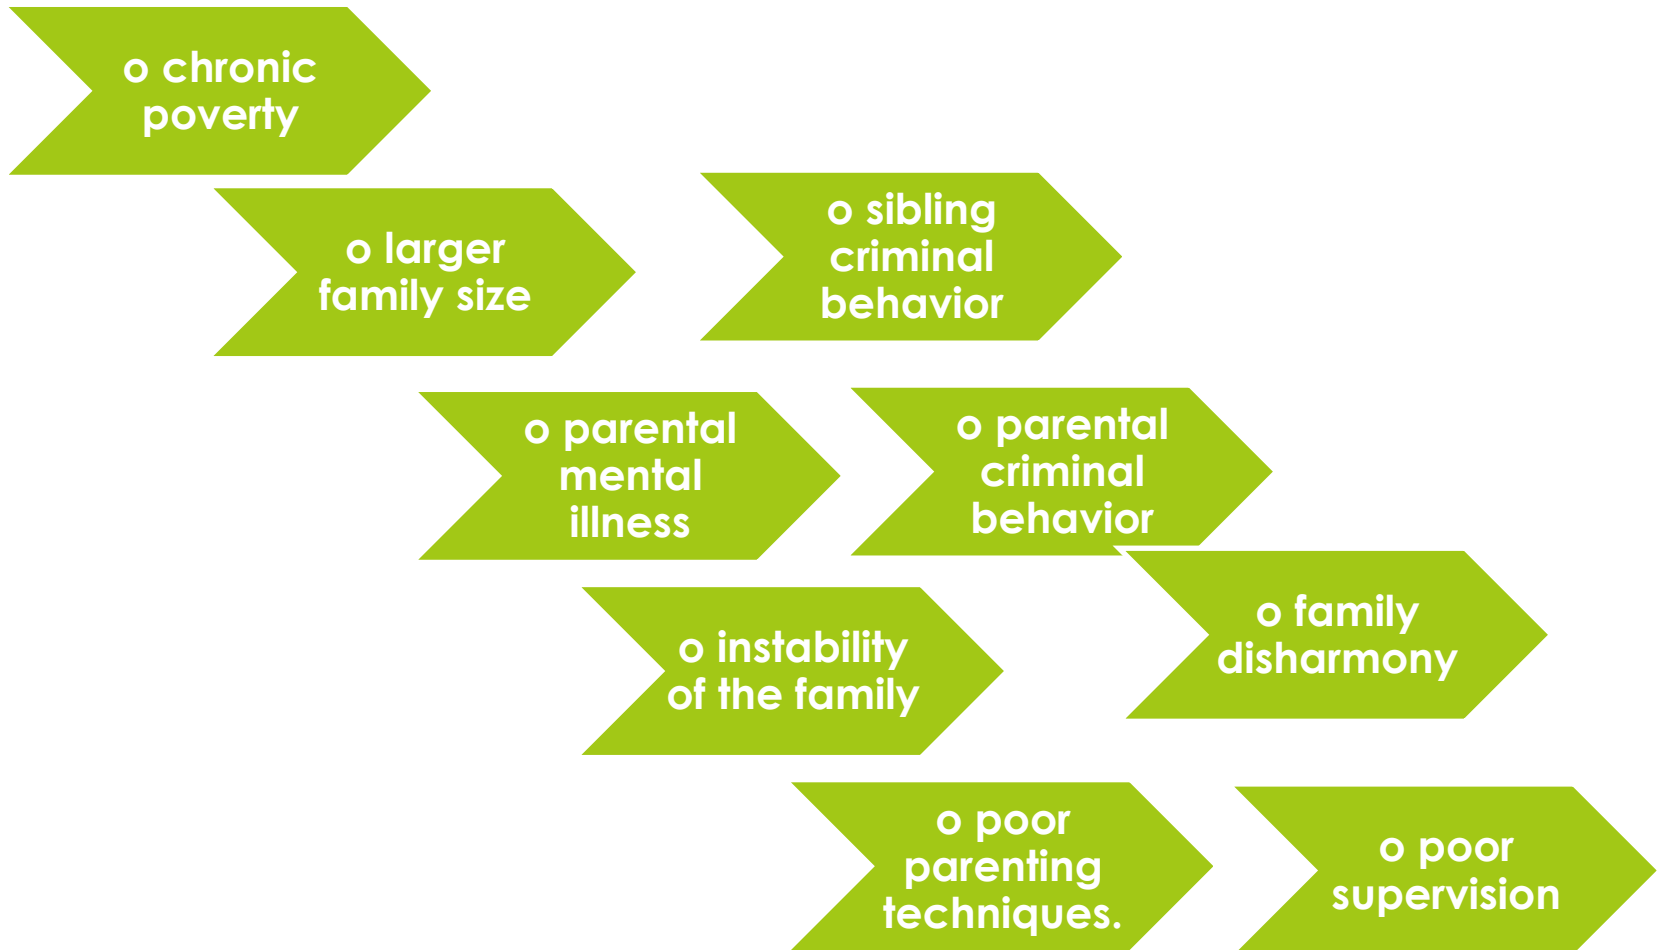 o chronic
poverty
o larger
family size
o sibling
criminal
behavior
o parental
mental
illness
o parental
criminal
behavior
o instability
of the family
o family
disharmony
o poor
parenting
techniques.
o poor
supervision